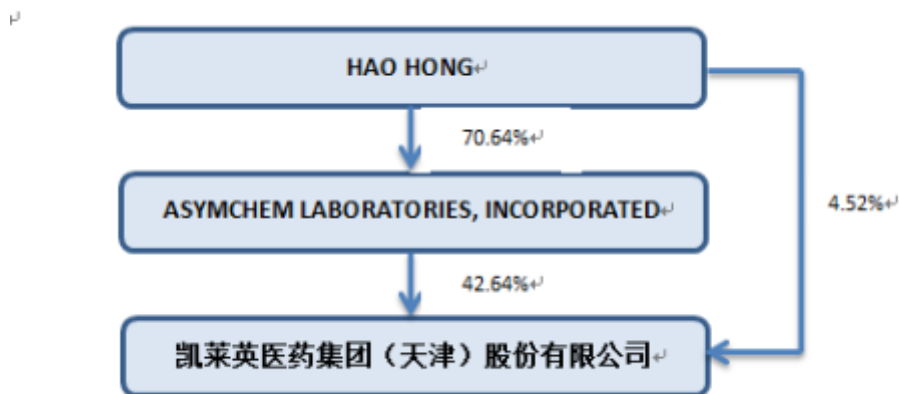 HAO HONG
70.64%
ASYMCHEM LABORATORIES, INCORPORATED
4.52%
42.64%
凯莱英医药集团（天津）股份有限公司